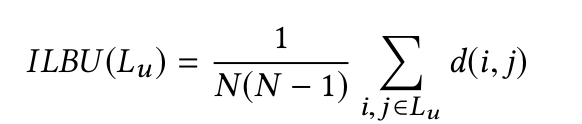 ILBU(L_u) = \frac{1}{N(N-1)} \sum_{i,j \in L_u} d(i,j)